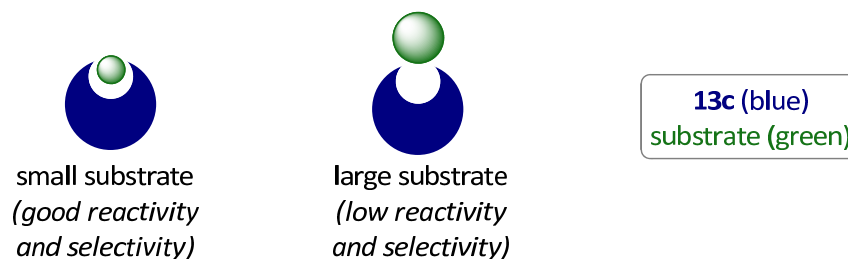 small substrate
(good reactivity
and selectivity)
large substrate
(low reactivity
and selectivity)
13c (blue)
substrate (green)